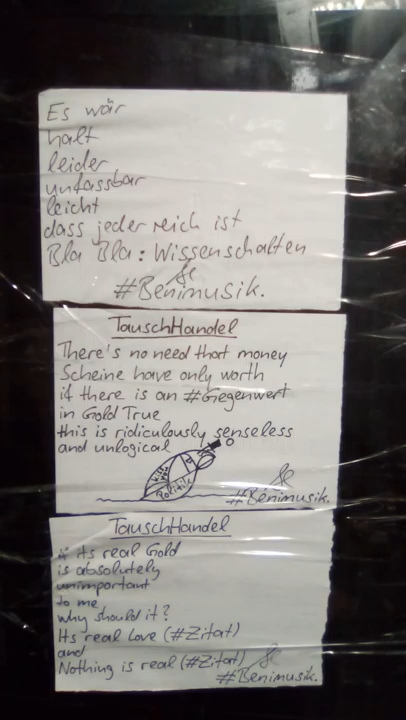 Es wär
halt
leider
unfassbar
leicht
dass jeder reich ist
Bla Bla: Wissenschalten
&
#Benimusik.
TauschHandel
There's no need that money
Scheine have only worth
if there is an #Gegenwert
in Gold True
this is ridiculously senseless
and unlogical
Politik
&
#Benimusik.
TauschHandel
if its real Gold
is absolutely
unimportant
to me
why should it?
Its real Love (#Zitat)
and
Nothing is real (#Zitat) &
#Benimusik.